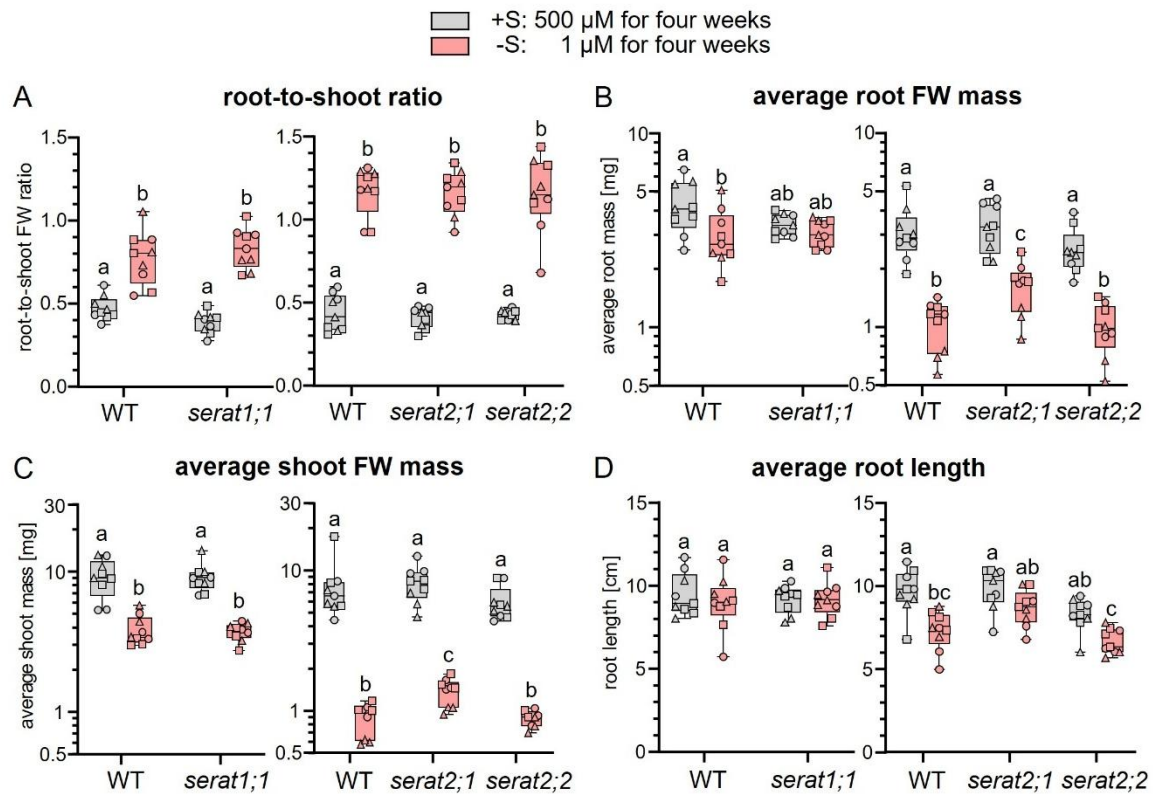 +S: 500 µM for four weeks
-S: 1 µM for four weeks
A root-to-shoot ratio
root-to-shoot FW ratio
1.5
1.0
0.5
0.0
a b a b
WT serat1;1
1.5
1.0
0.5
0.0
a b a b a b
WT serat2;1 serat2;2
B average root FW mass
average root mass [mg]
10
5
1
0.5
a b ab ab
WT serat1;1
10
5
1
0.5
a b a c a b
WT serat2;1 serat2;2
C average shoot FW mass
average shoot mass [mg]
30
10
1
0.5
a b a b
WT serat1;1
30
10
1
0.5
a b a c a b
WT serat2;1 serat2;2
D average root length
root length [cm]
15
10
5
0
a a a a
WT serat1;1
15
10
5
0
a bc a ab ab c
WT serat2;1 serat2;2